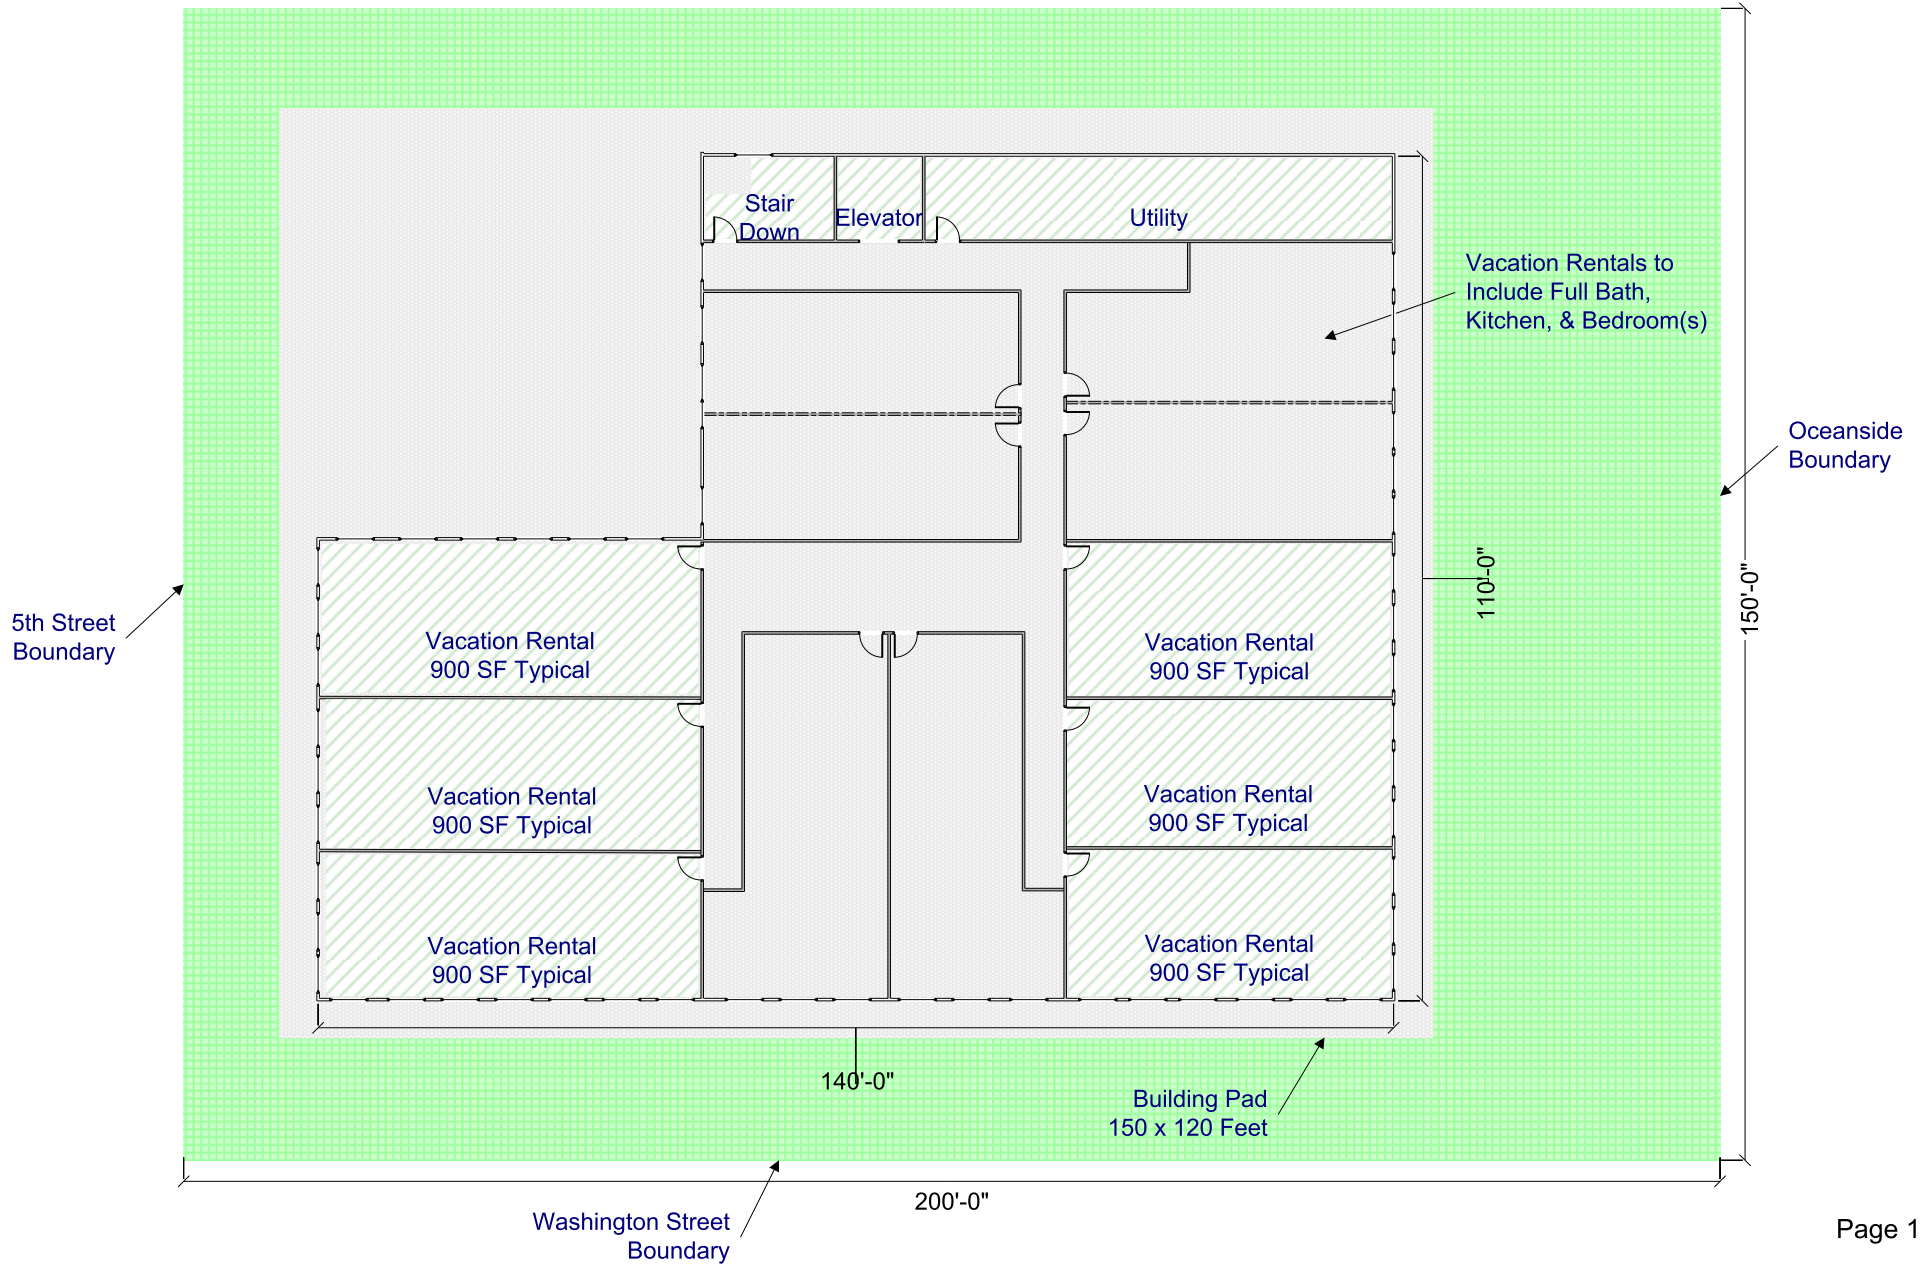 Stair
Down
Elevator
Utility
Vacation Rentals to
Include Full Bath,
Kitchen, & Bedroom(s)
Oceanside
Boundary
110'-0"
150'-0"
5th Street
Boundary
Vacation Rental
900 SF Typical
Vacation Rental
900 SF Typical
Vacation Rental
900 SF Typical
Vacation Rental
900 SF Typical
Vacation Rental
900 SF Typical
Vacation Rental
900 SF Typical
140'-0"
Building Pad
150 x 120 Feet
200'-0"
Washington Street
Boundary
Page 1